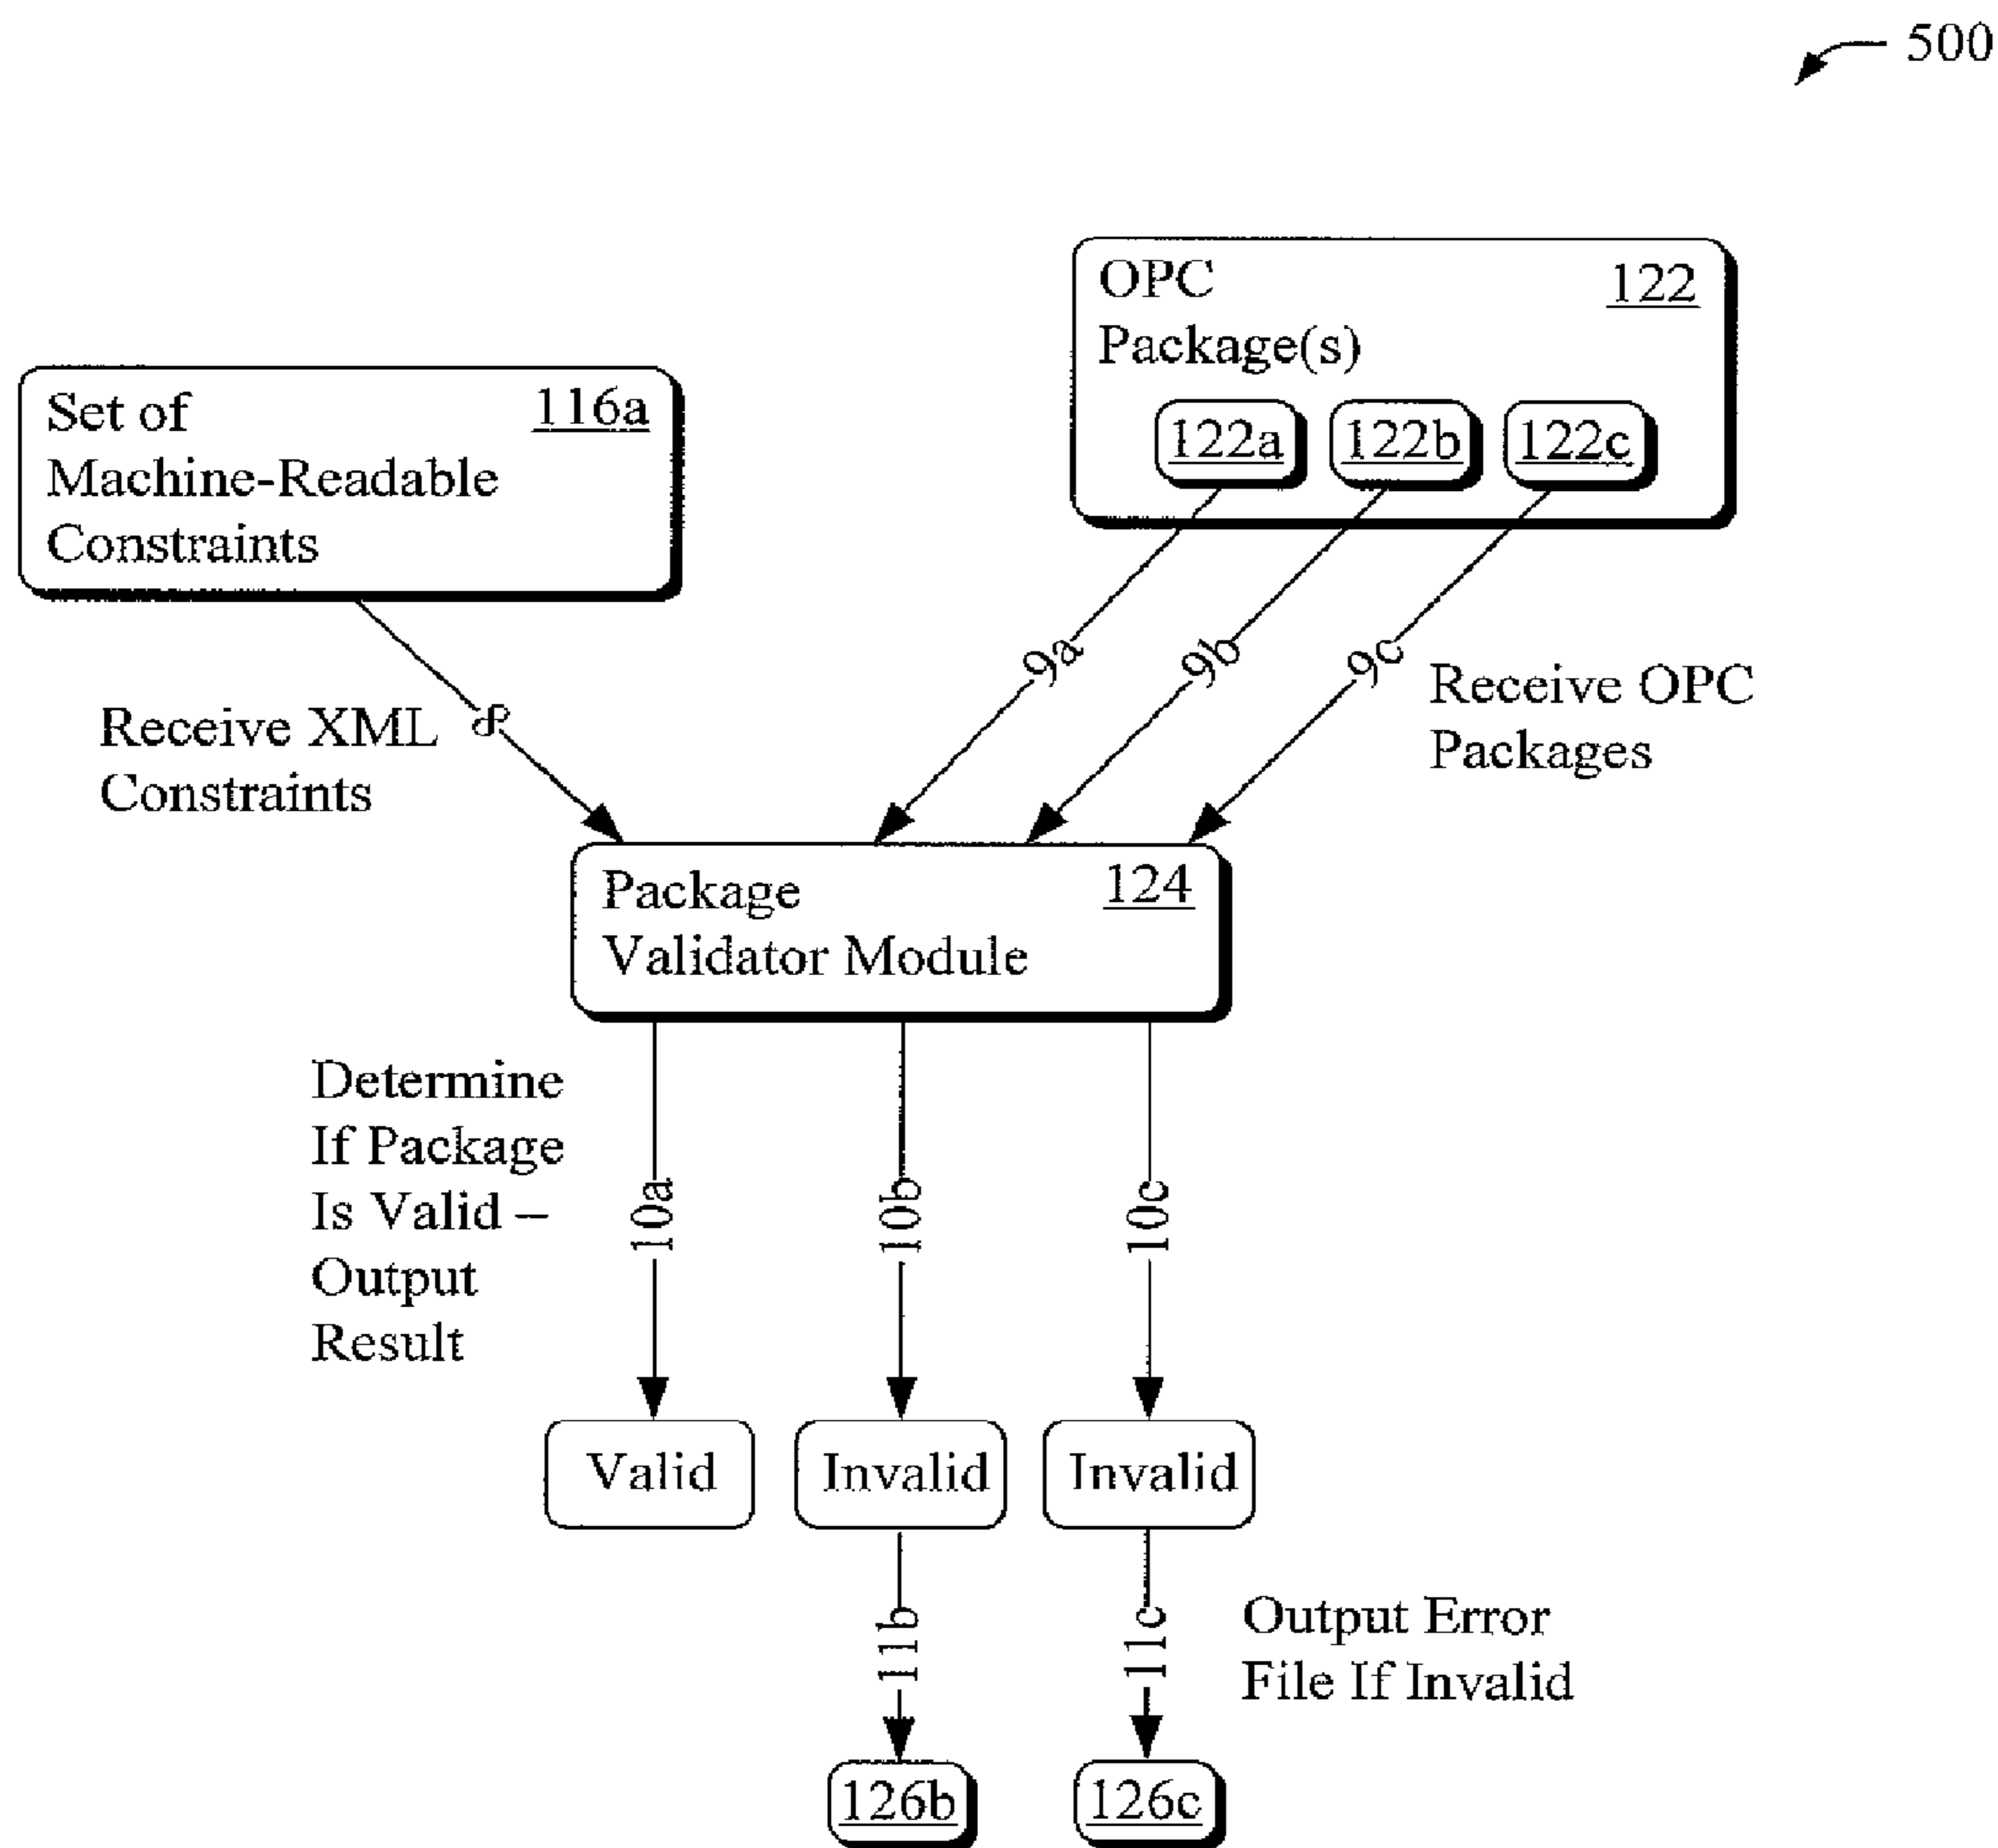 500
OPC
Package(s)
122
122a
122b
122c
Set of
Machine-Readable
Constraints
116a
9a
9b
9c
Receive OPC
Packages
Receive XML
Constraints
8
Package
Validator Module
124
Determine
If Package
Is Valid –
Output
Result
10a
10b
10c
Valid
Invalid
Invalid
11b
11c
Output Error
File If Invalid
126b
126c